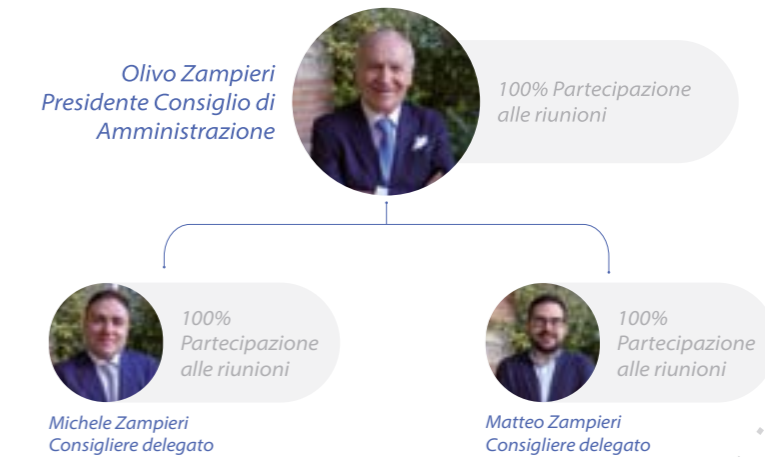 Olivo Zampieri
Presidente Consiglio di
Amministrazione
100% Partecipazione
alle riunioni
100%
Partecipazione
alle riunioni
Michele Zampieri
Consigliere delegato
100%
Partecipazione
alle riunioni
Matteo Zampieri
Consigliere delegato